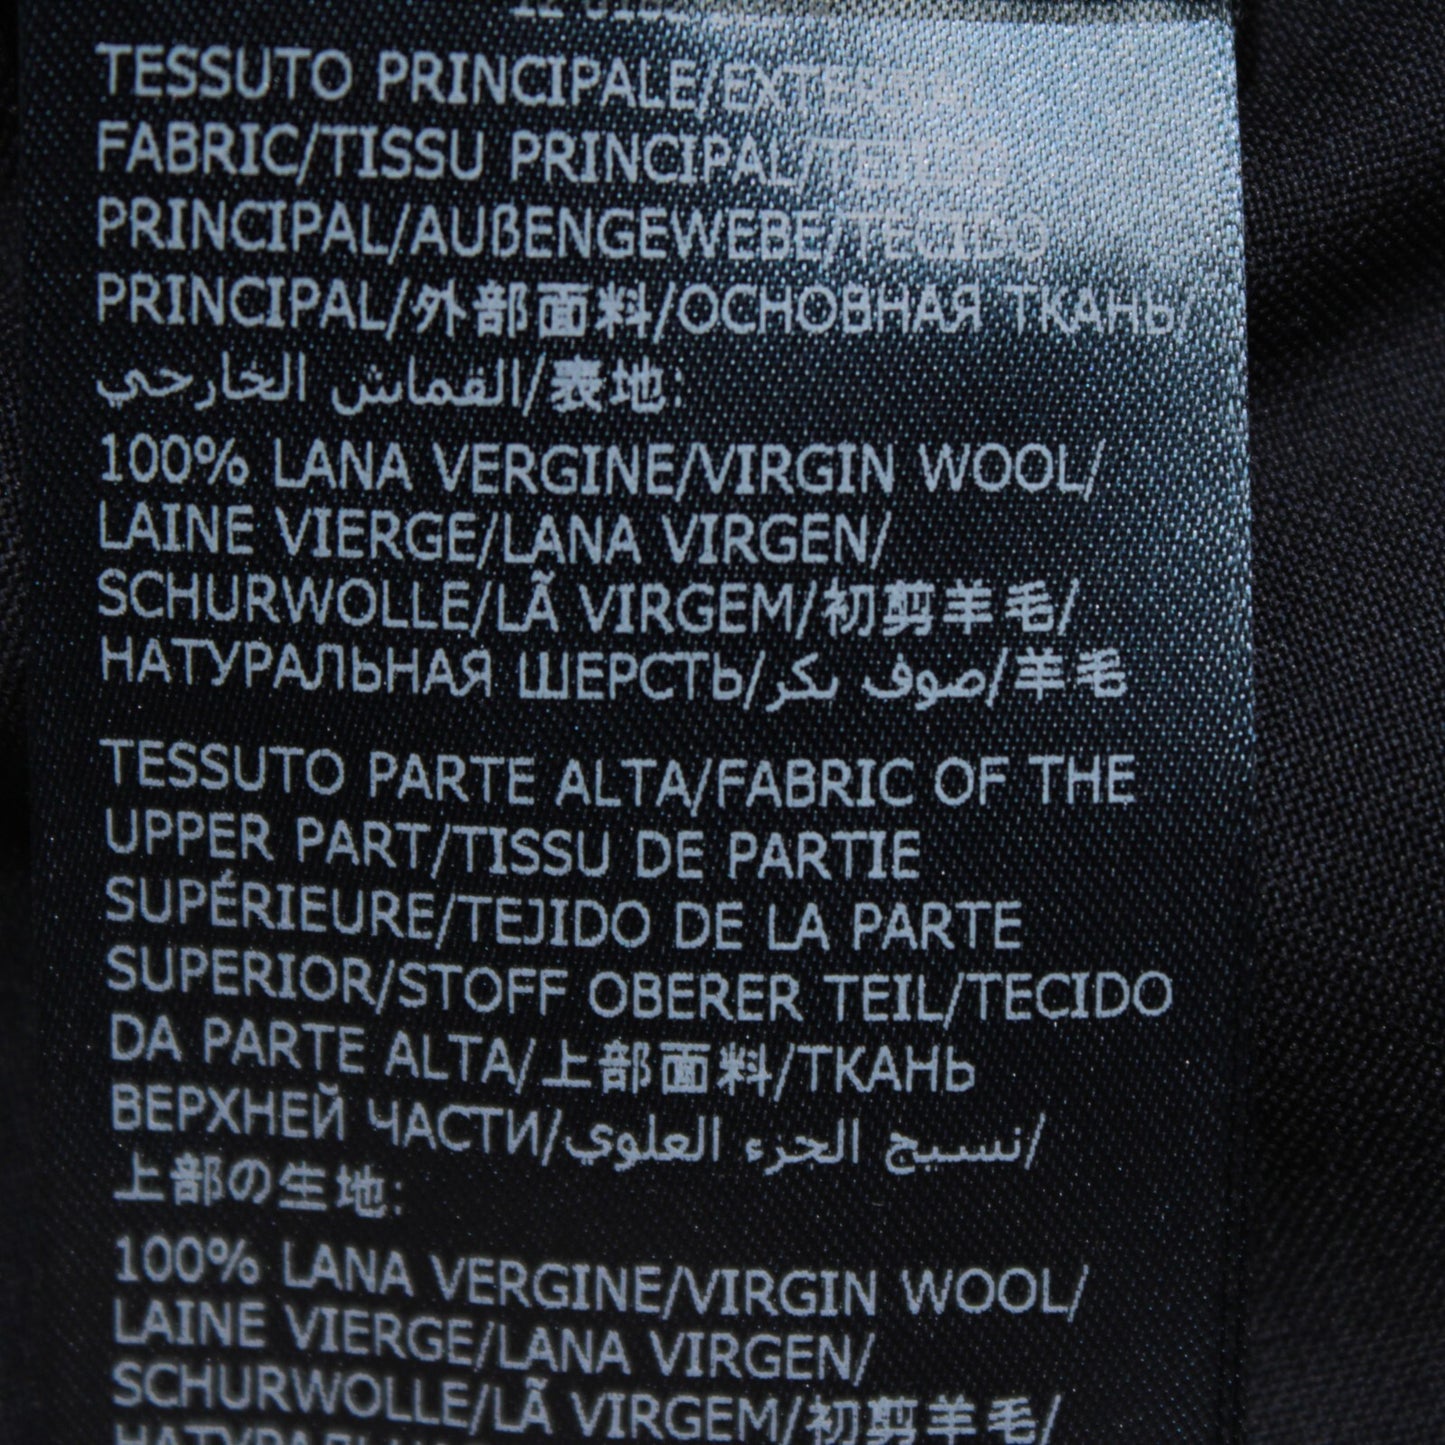 TESSUTO PRINCIPALE/EXTERNAL
FABRIC/TISSU PRINCIPAL/TEJIDO
PRINCIPAL/AUßENGEWEBE/TECIDO
PRINCIPAL/外部面料/ОСНОВНАЯ ТКАНЬ/
القماش الخارجي/表地:
100% LANA VERGINE/VIRGIN WOOL/
LAINE VIERGE/LANA VIRGEN/
SCHURWOLLE/LÃ VIRGEM/初剪羊毛/
НАТУРАЛЬНАЯ ШЕРСТЬ/صوف بكر/羊毛
TESSUTO PARTE ALTA/FABRIC OF THE
UPPER PART/TISSU DE PARTIE
SUPÉRIEURE/TEJIDO DE LA PARTE
SUPERIOR/STOFF OBERER TEIL/TECIDO
DA PARTE ALTA/上部面料/ТКАНЬ
ВЕРХНЕЙ ЧАСТИ/نسيج الجزء العلوي/
上部の生地:
100% LANA VERGINE/VIRGIN WOOL/
LAINE VIERGE/LANA VIRGEN/
SCHURWOLLE/LÃ VIRGEM/初剪羊毛/